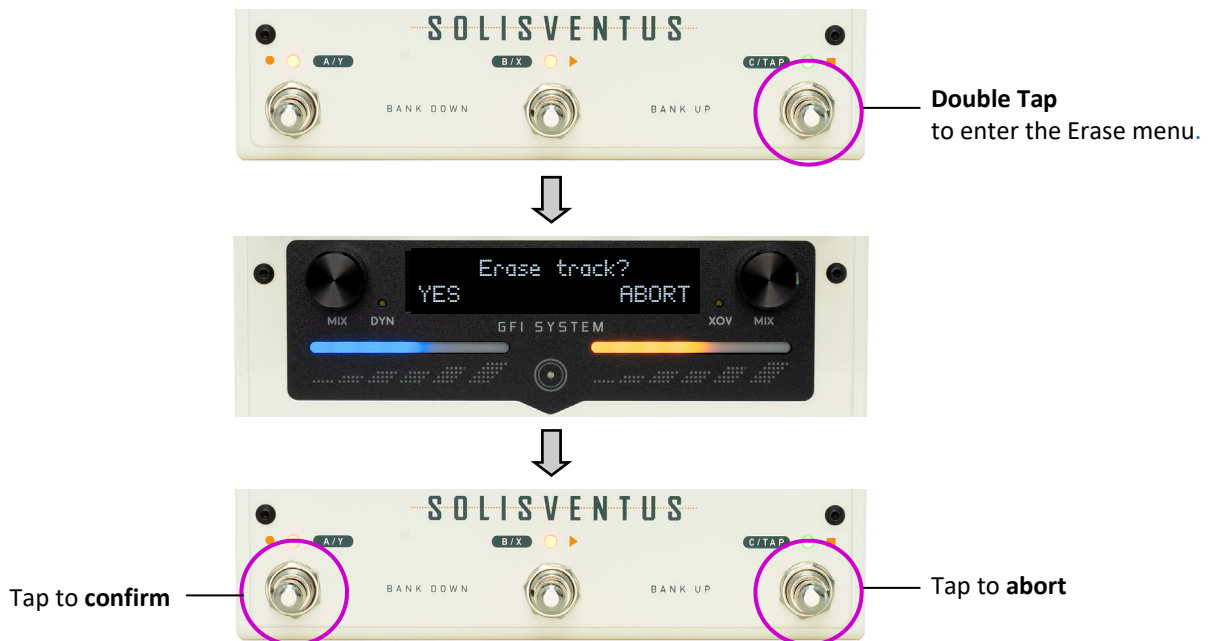 SOLISVENTUS
A/Y
B/X
C/TAP
BANK DOWN
BANK UP
Double Tap
to enter the Erase menu.
Erase track?
YES
ABORT
MIX
DYN
GFI SYSTEM
XOV
MIX
SOLISVENTUS
A/Y
B/X
C/TAP
BANK DOWN
BANK UP
Tap to confirm
Tap to abort